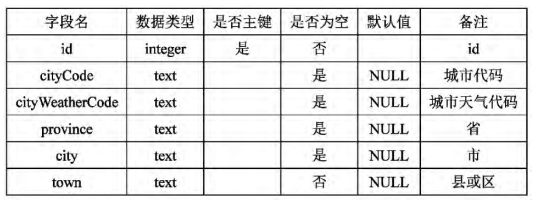 字段名 数据类型 是否主键 是否为空 默认值 备注
id integer 是 否 id
cityCode text 是 NULL 城市代码
cityWeatherCode text 是 NULL 城市天气代码
province text 是 NULL 省
city text 是 NULL 市
town text 否 NULL 县或区